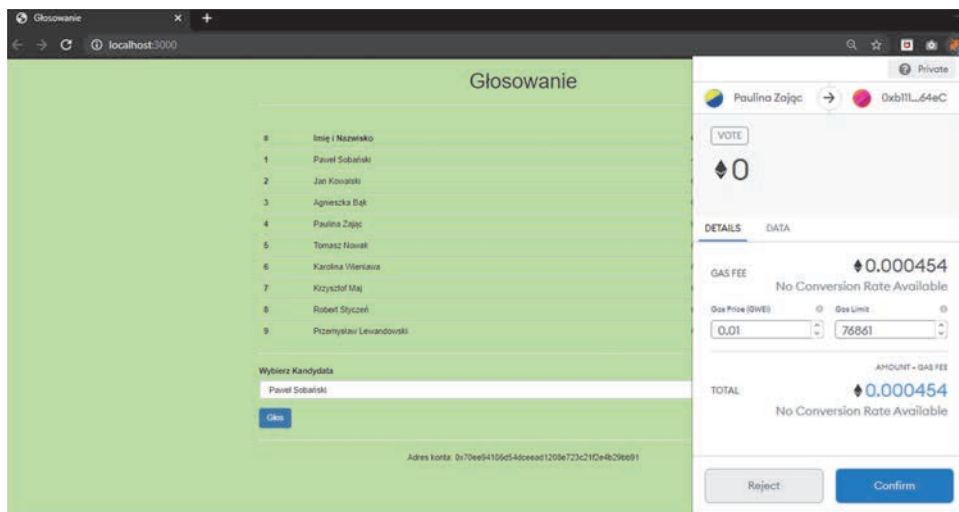 Głosowanie
localhost:3000
Private
Głosowanie
Paulina Zając
0xb111...64eC
# Imię i Nazwisko
1 Paweł Sobański
2 Jan Kowalski
3 Agnieszka Bąk
4 Paulina Zając
5 Tomasz Nowak
6 Karolina Wieniawa
7 Krzysztof Maj
8 Robert Styczeń
9 Przemysław Lewandowski
Wybierz Kandydata
Paweł Sobański
Głos
Adres konta:
VOTE
0
DETAILS DATA
GAS FEE 0.000454
No Conversion Rate Available
Gas Price (GWEI) Gas Limit
0.01 76861
AMOUNT + GAS FEE
TOTAL 0.000454
No Conversion Rate Available
Reject Confirm